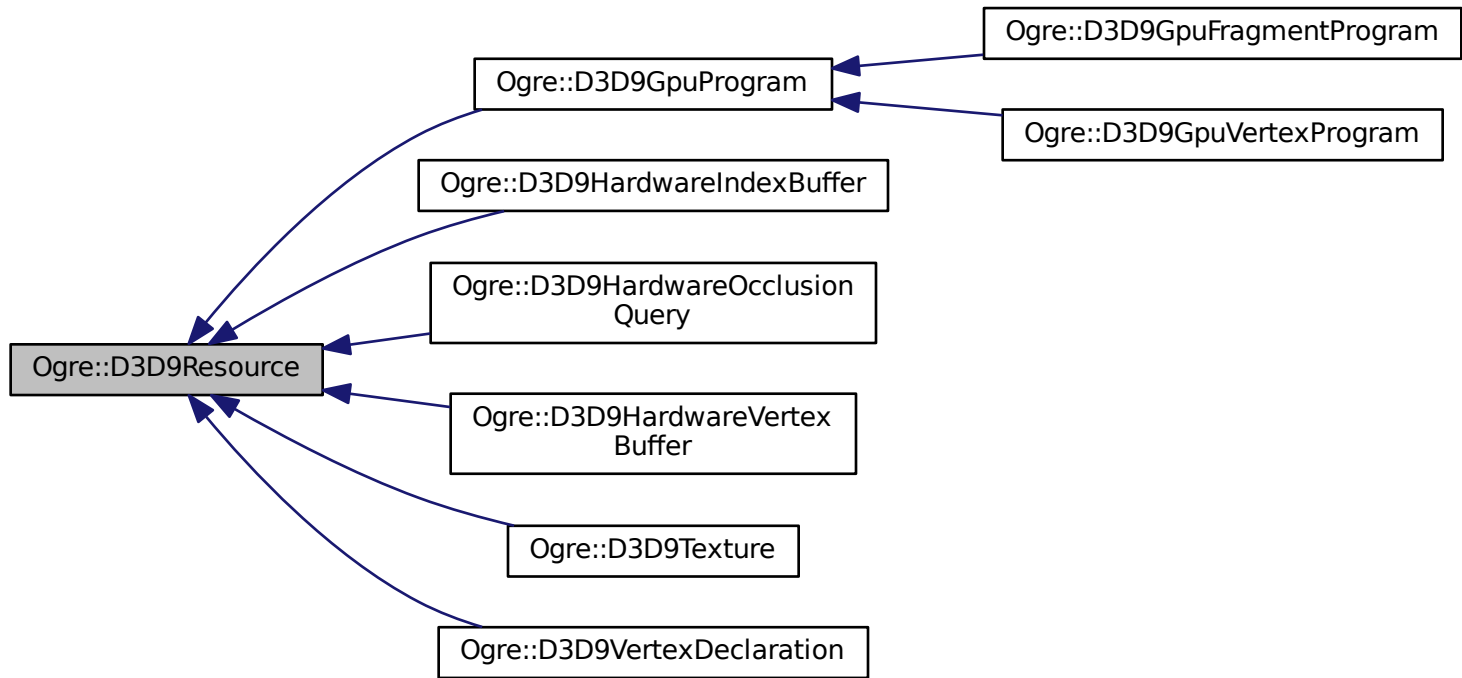 Ogre::D3D9GpuFragmentProgram
Ogre::D3D9GpuProgram
Ogre::D3D9GpuVertexProgram
Ogre::D3D9HardwareIndexBuffer
Ogre::D3D9HardwareOcclusion
Query
Ogre::D3D9Resource
Ogre::D3D9HardwareVertex
Buffer
Ogre::D3D9Texture
Ogre::D3D9VertexDeclaration